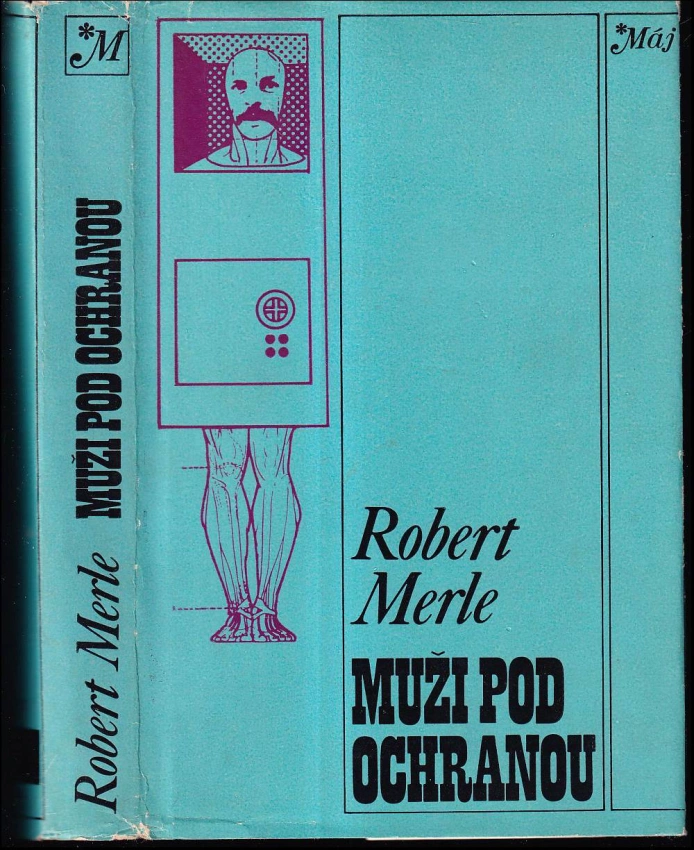 *M
Robert Merle MUŽI POD OCHRANOU
*Máj
Robert
Merle
MUŽI POD
OCHRANOU